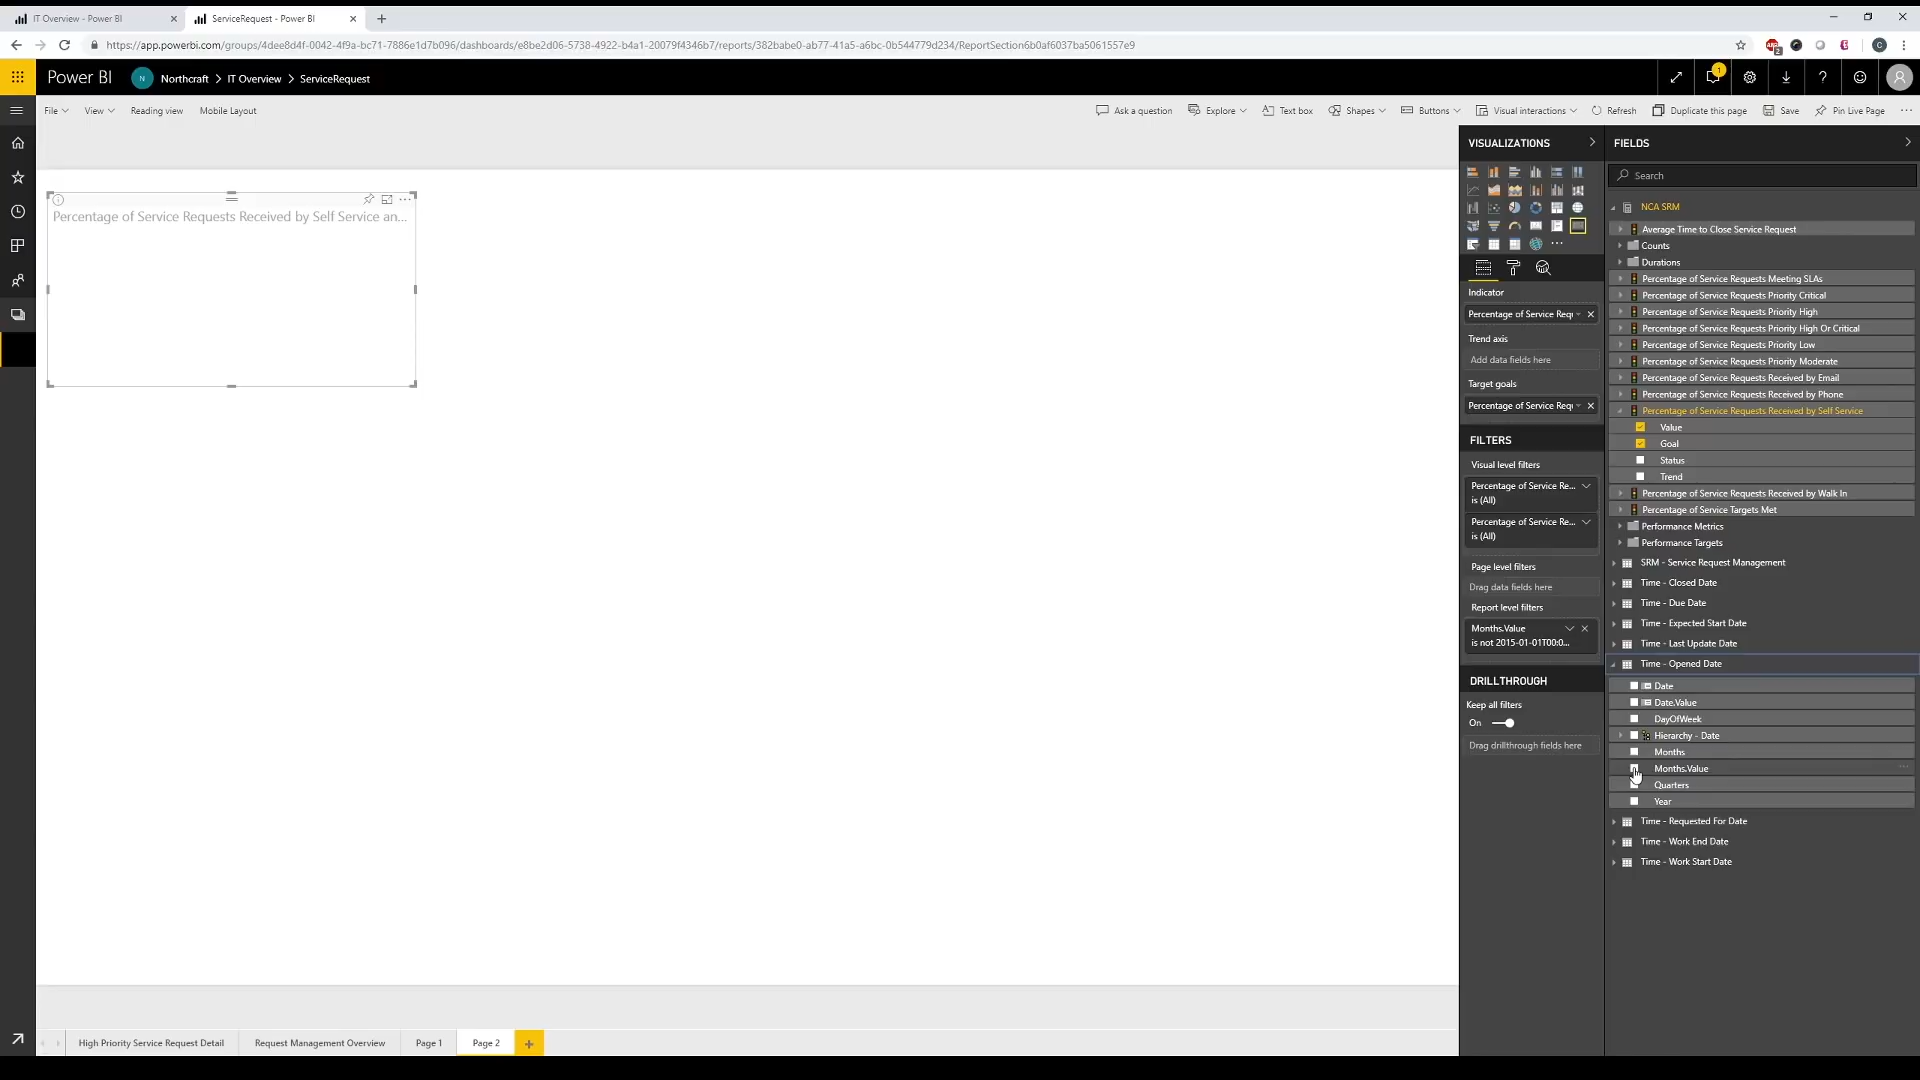 IT Overview - Power BI
ServiceRequest - Power BI
https://app.powerbi.com/groups/4dee8d4f-0042-4f9a-bc71-7886e1d7b096/dashboards/e8be2d06-5738-4922-b4a1-20079f4346b7/reports/382babe0-ab77-41a5-a6bc-0b544779d234/ReportSection6b0af6037ba5061557e9
Power BI
N
Northcraft > IT Overview > ServiceRequest
1
File
View
Reading view
Mobile Layout
Ask a question
Explore
Text box
Shapes
Buttons
Visual interactions
Refresh
Duplicate this page
Save
Pin Live Page
Percentage of Service Requests Received by Self Service an...
VISUALIZATIONS
Indicator
Percentage of Service Requ
Trend axis
Add data fields here
Target goals
Percentage of Service Requ
FILTERS
Visual level filters
Percentage of Service Re...
is (All)
Percentage of Service Re...
is (All)
Page level filters
Drag data fields here
Report level filters
Months.Value
is not 2015-01-01T00:0...
DRILLTHROUGH
Keep all filters
On
Drag drillthrough fields here
FIELDS
Search
NCA SRM
Average Time to Close Service Request
Counts
Durations
Percentage of Service Requests Meeting SLAs
Percentage of Service Requests Priority Critical
Percentage of Service Requests Priority High
Percentage of Service Requests Priority High Or Critical
Percentage of Service Requests Priority Low
Percentage of Service Requests Priority Moderate
Percentage of Service Requests Received by Email
Percentage of Service Requests Received by Phone
Percentage of Service Requests Received by Self Service
Value
Goal
Status
Trend
Percentage of Service Requests Received by Walk In
Percentage of Service Targets Met
Performance Metrics
Performance Targets
SRM - Service Request Management
Time - Closed Date
Time - Due Date
Time - Expected Start Date
Time - Last Update Date
Time - Opened Date
Date
Date.Value
DayOfWeek
Hierarchy - Date
Months
Months.Value
Quarters
Year
Time - Requested For Date
Time - Work End Date
Time - Work Start Date
High Priority Service Request Detail
Request Management Overview
Page 1
Page 2